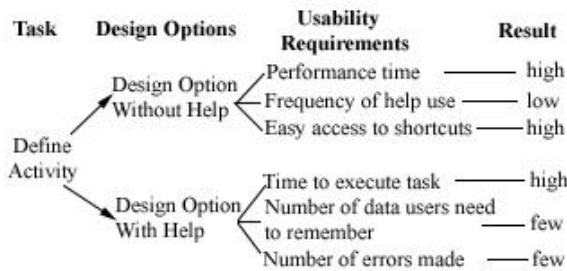 Task Design Options Usability Requirements Result
Design Option Without Help
Performance time high
Frequency of help use low
Easy access to shortcuts high
Define Activity
Design Option With Help
Time to execute task high
Number of data users need to remember few
Number of errors made few